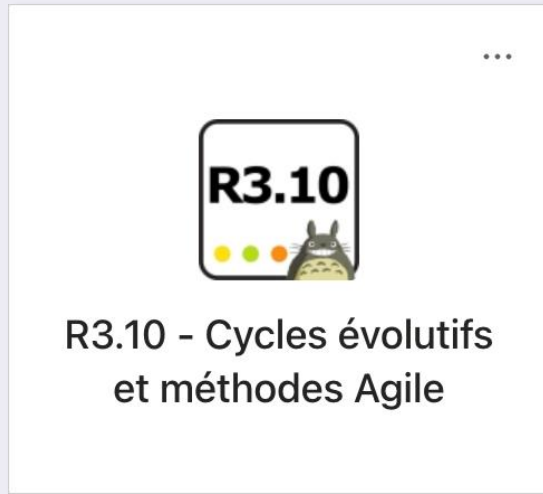 R3.10
R3.10 - Cycles évolutifs
et méthodes Agile